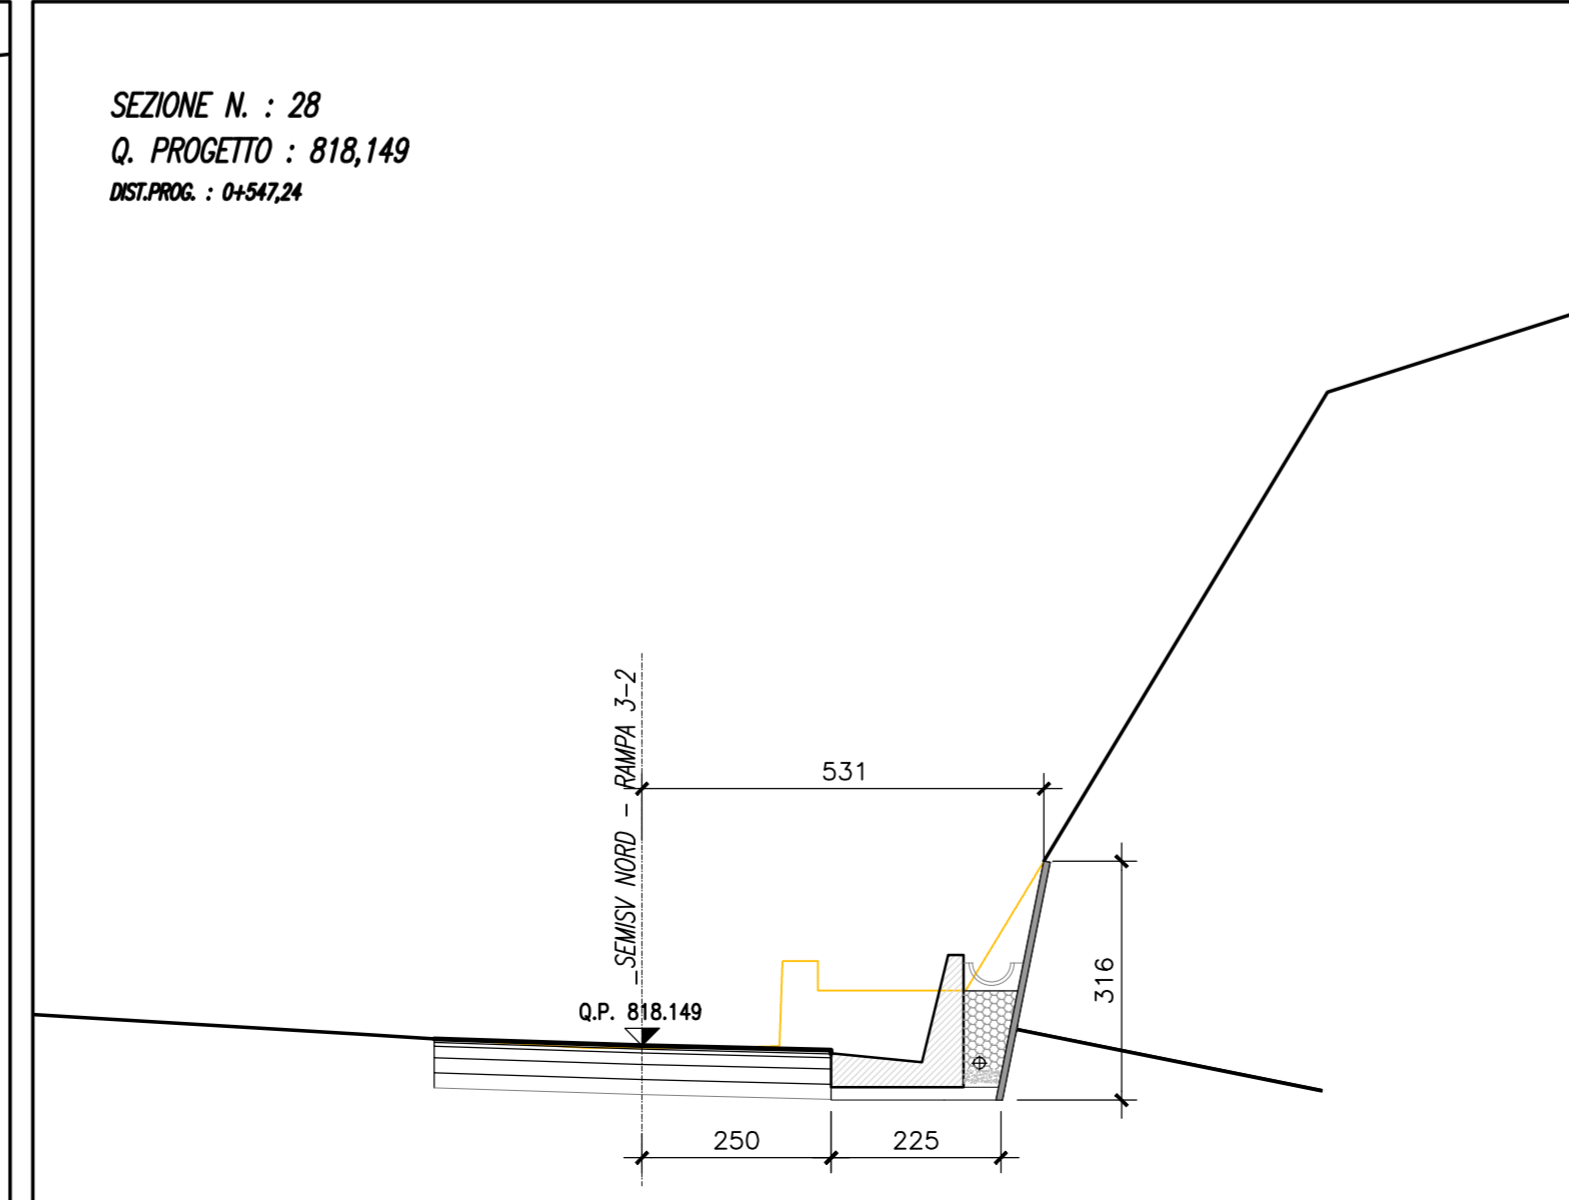 SEZIONE N. : 28
Q. PROGETTO : 818,149
DIST.PROG. : 0+547,24
SEMISV NORD - RAMPA 3-2
531
316
Q.P. 818.149
250
225